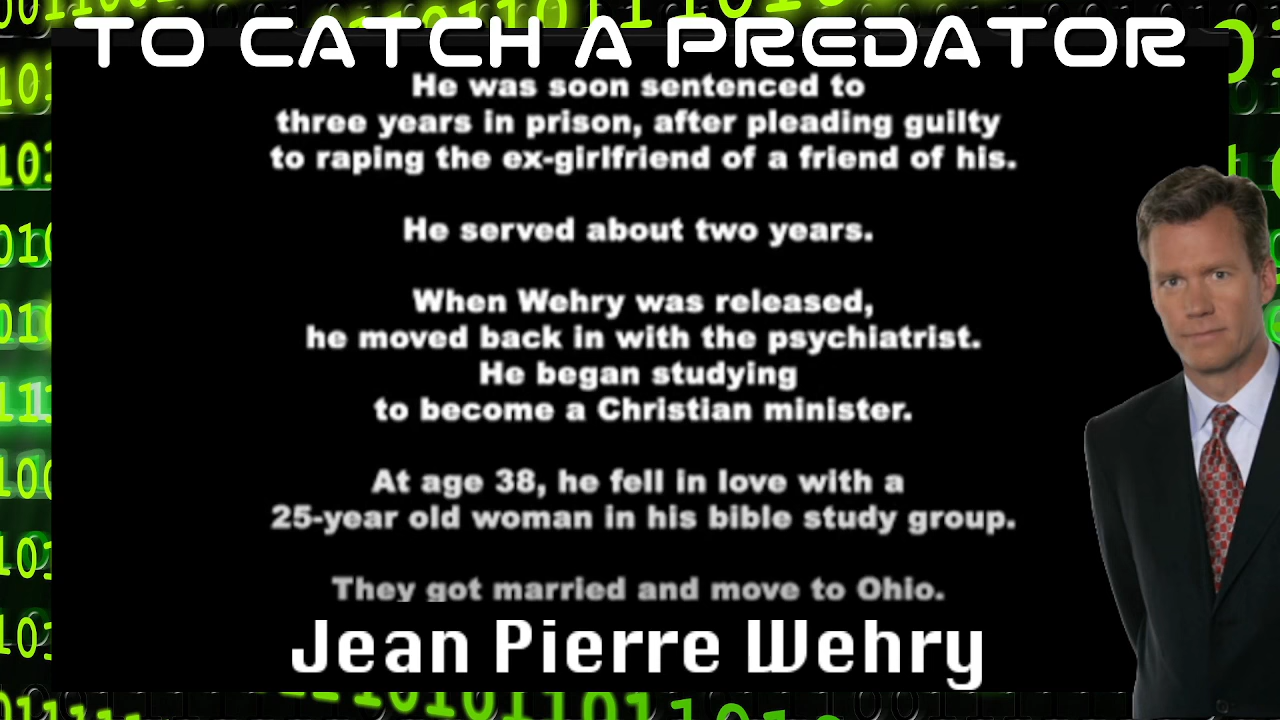 TO CATCH A PREDATOR
He was soon sentenced to
three years in prison, after pleading guilty
to raping the ex-girlfriend of a friend of his.
He served about two years.
When Wehry was released,
he moved back in with the psychiatrist.
He began studying
to become a Christian minister.
At age 38, he fell in love with a
25-year old woman in his bible study group.
They got married and move to Ohio.
Jean Pierre Wehry